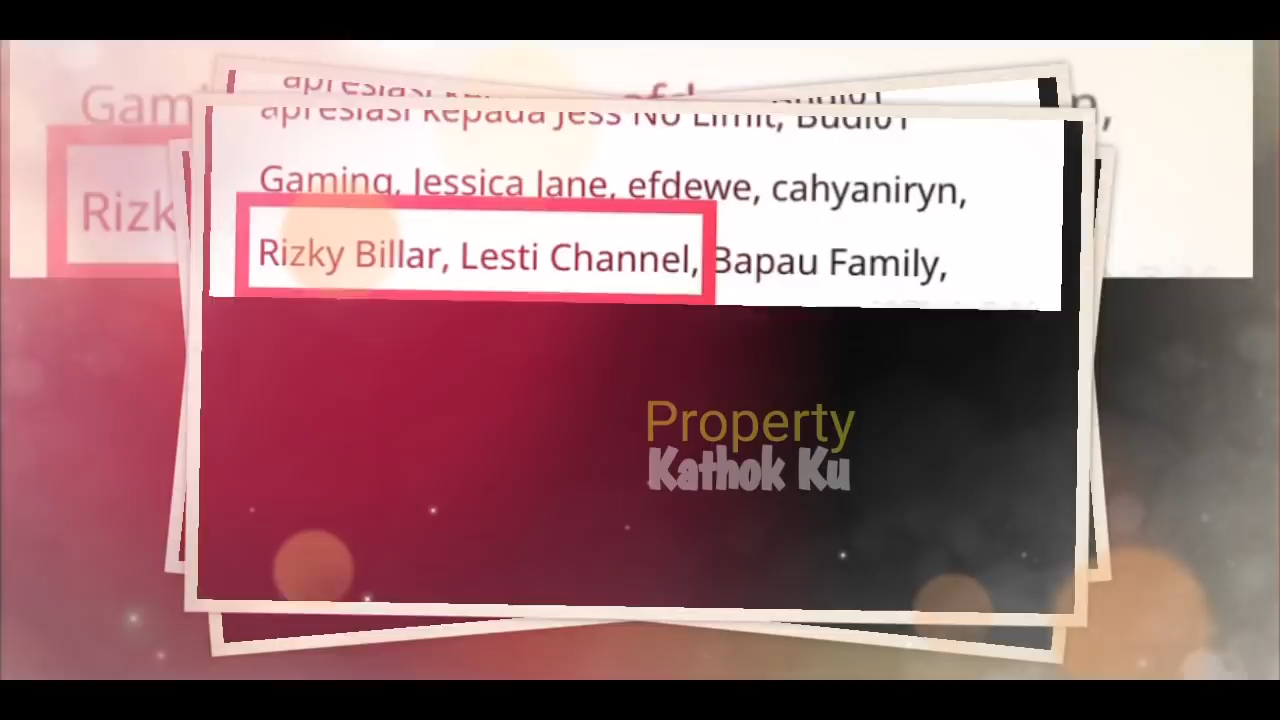 apresiasi kepada Jess No Limit, Budi01
Gaming, Jessica Jane, efdewe, cahyaniryn,
Rizky Billar, Lesti Channel, Bapau Family,
Property
Kathok Ku